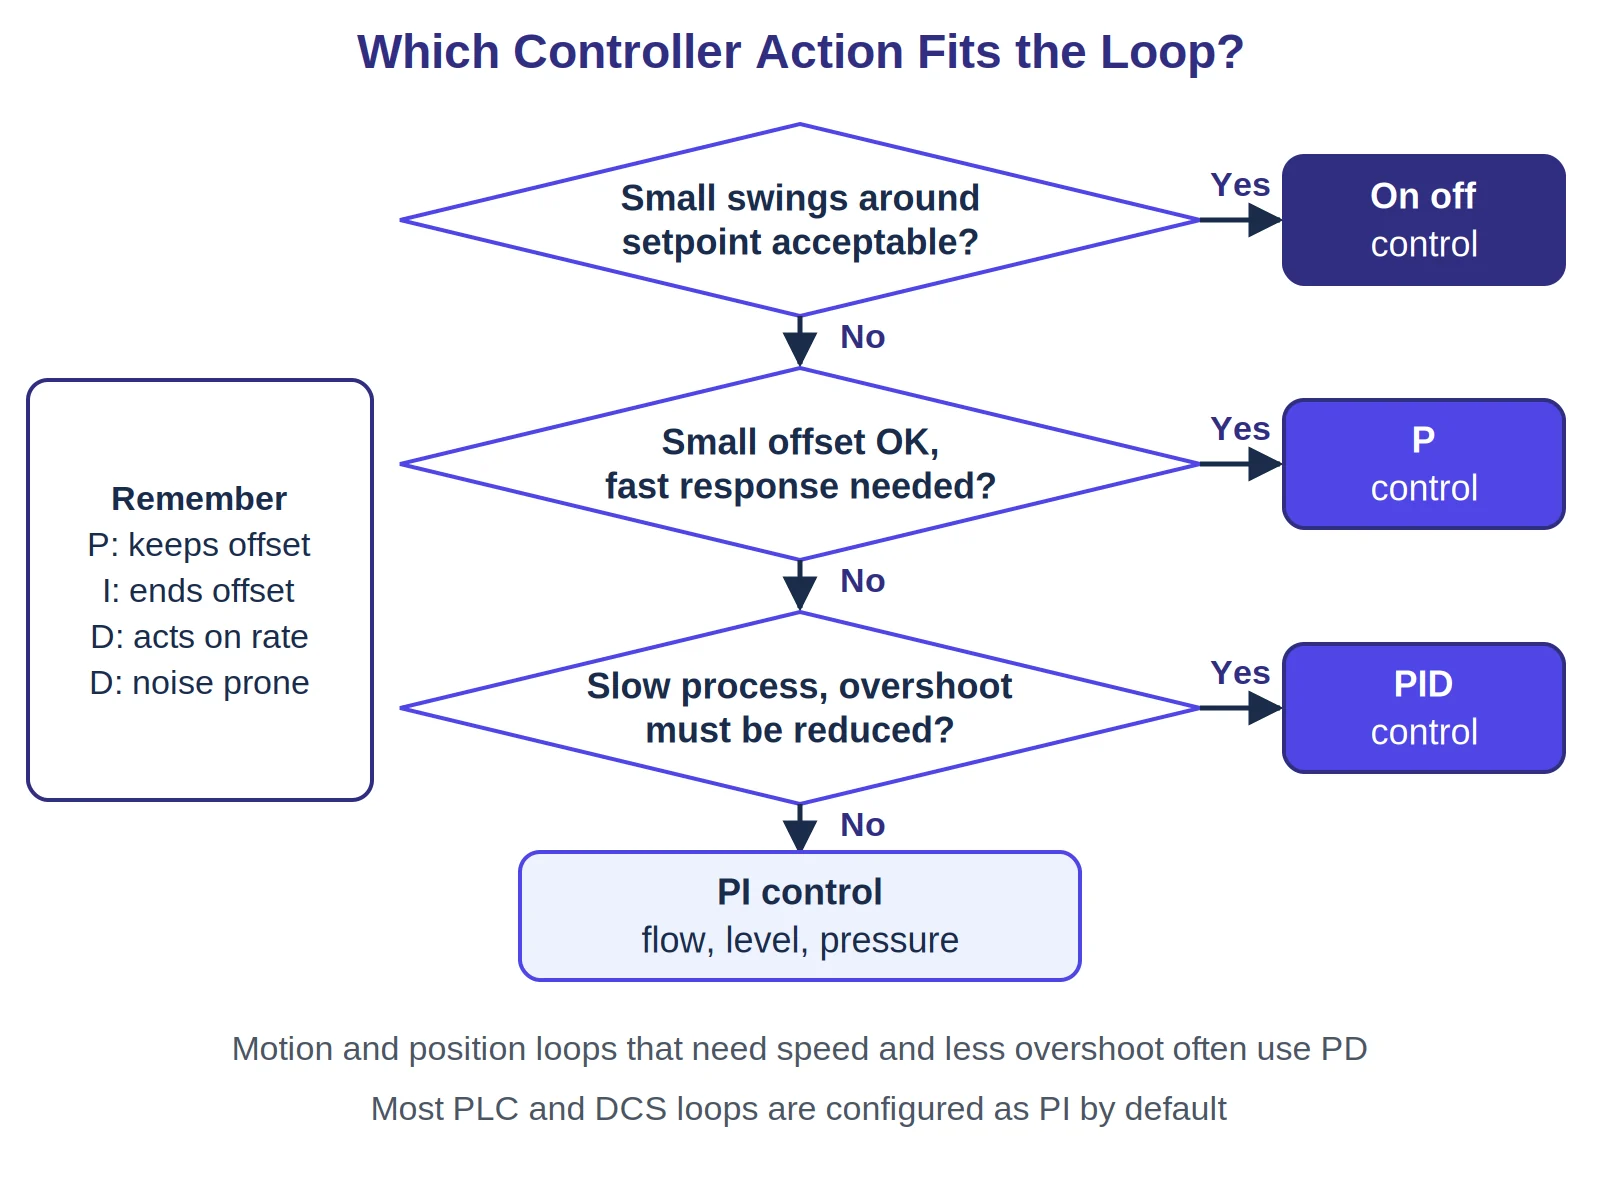 Which Controller Action Fits the Loop?
Small swings around
setpoint acceptable?
Yes
On off
control
No
Small offset OK,
fast response needed?
Yes
P
control
Remember
P: keeps offset
I: ends offset
D: acts on rate
D: noise prone
No
Slow process, overshoot
must be reduced?
Yes
PID
control
No
PI control
flow, level, pressure
Motion and position loops that need speed and less overshoot often use PD
Most PLC and DCS loops are configured as PI by default